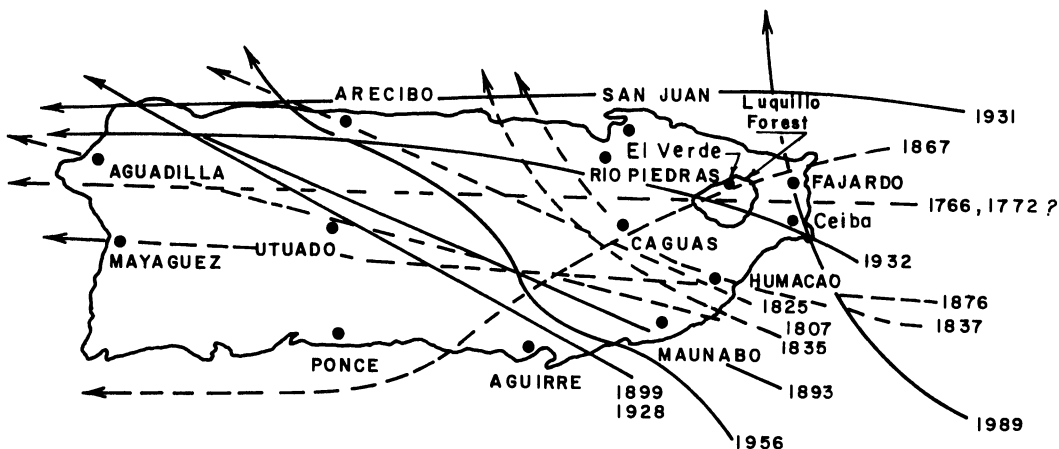 ARECIBO
SAN JUAN
Luquillo
Forest
1931
El Verde
1867
AGUADILLA
RIO PIEDRAS
FAJARDO
1766, 1772 ?
Ceiba
CAGUAS
UTUADO
MAYAGUEZ
1932
HUMACAO
1876
1825
1837
1807
1835
PONCE
MAUNABO
AGUIRRE
1899
1928
1893
1989
1956